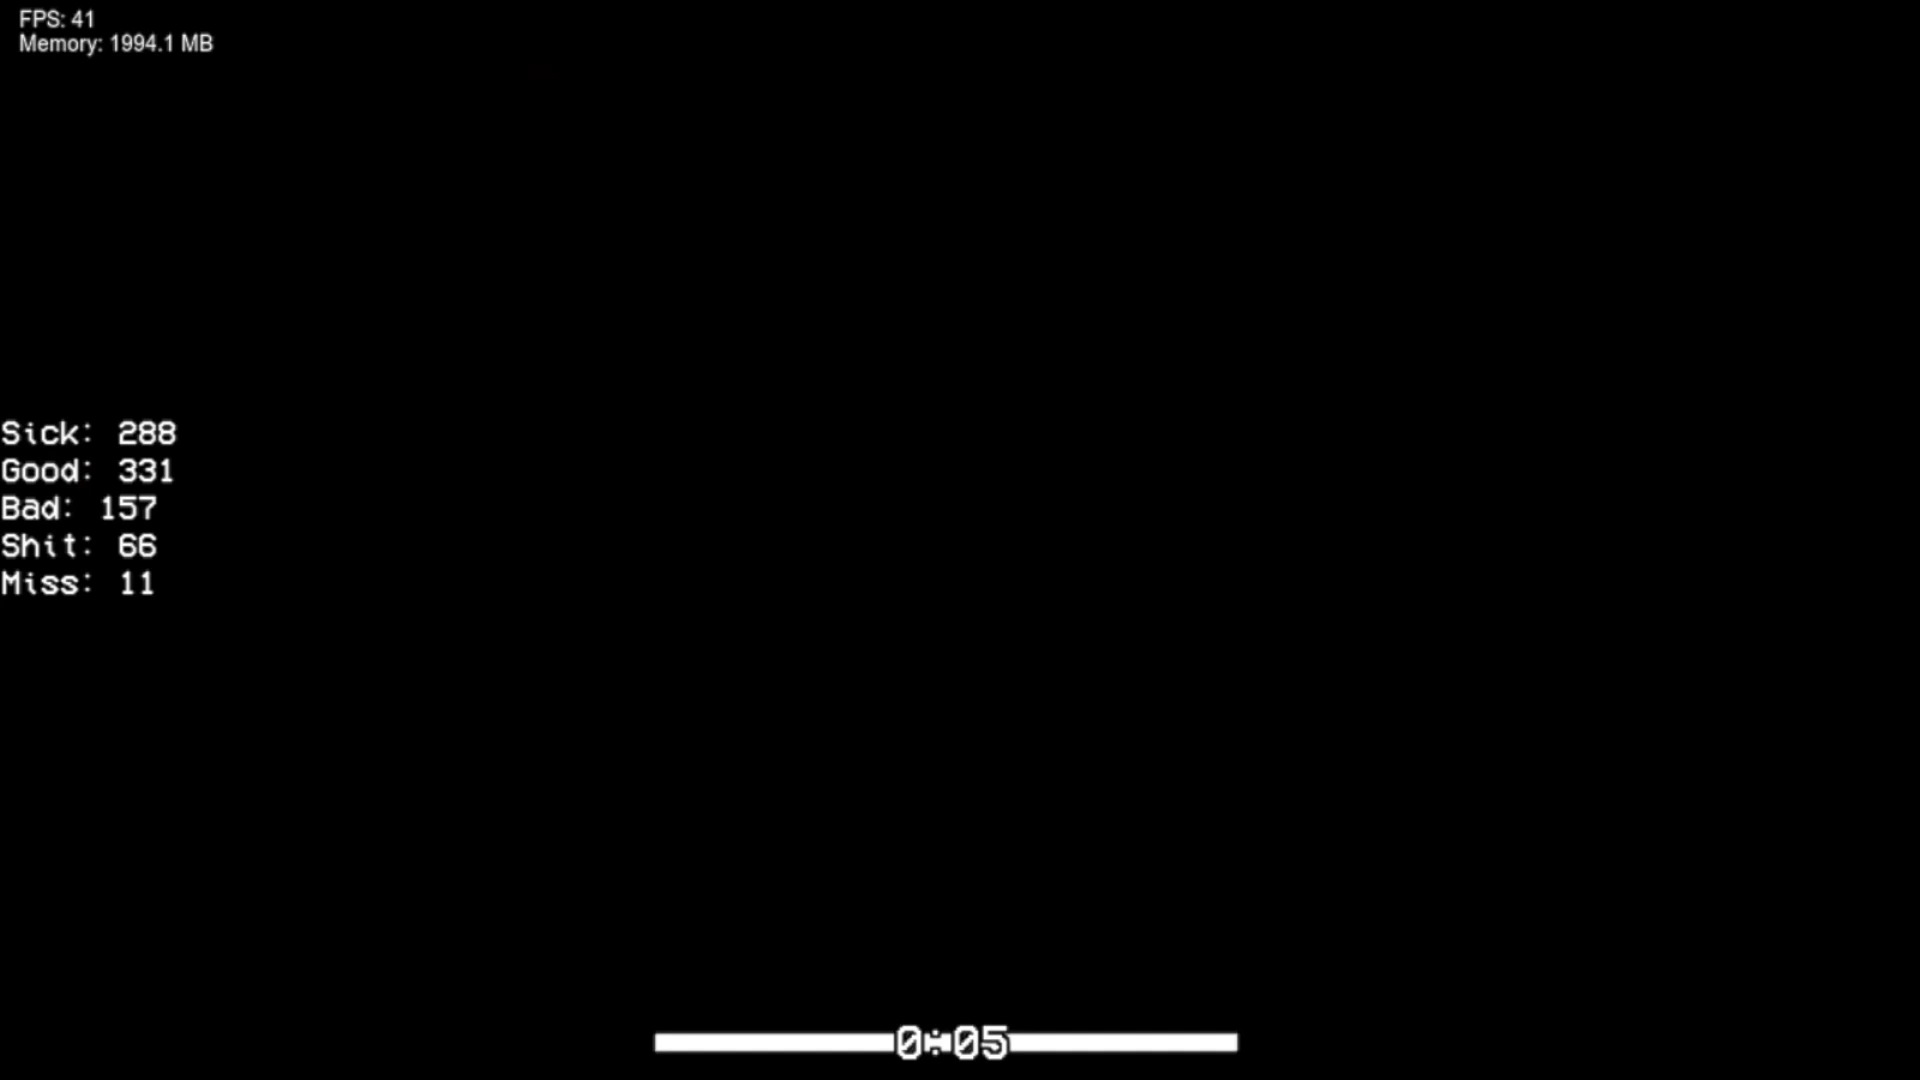 FPS: 41
Memory: 1994.1 MB
Sick: 288
Good: 331
Bad: 157
Shit: 66
Miss: 11
0:05